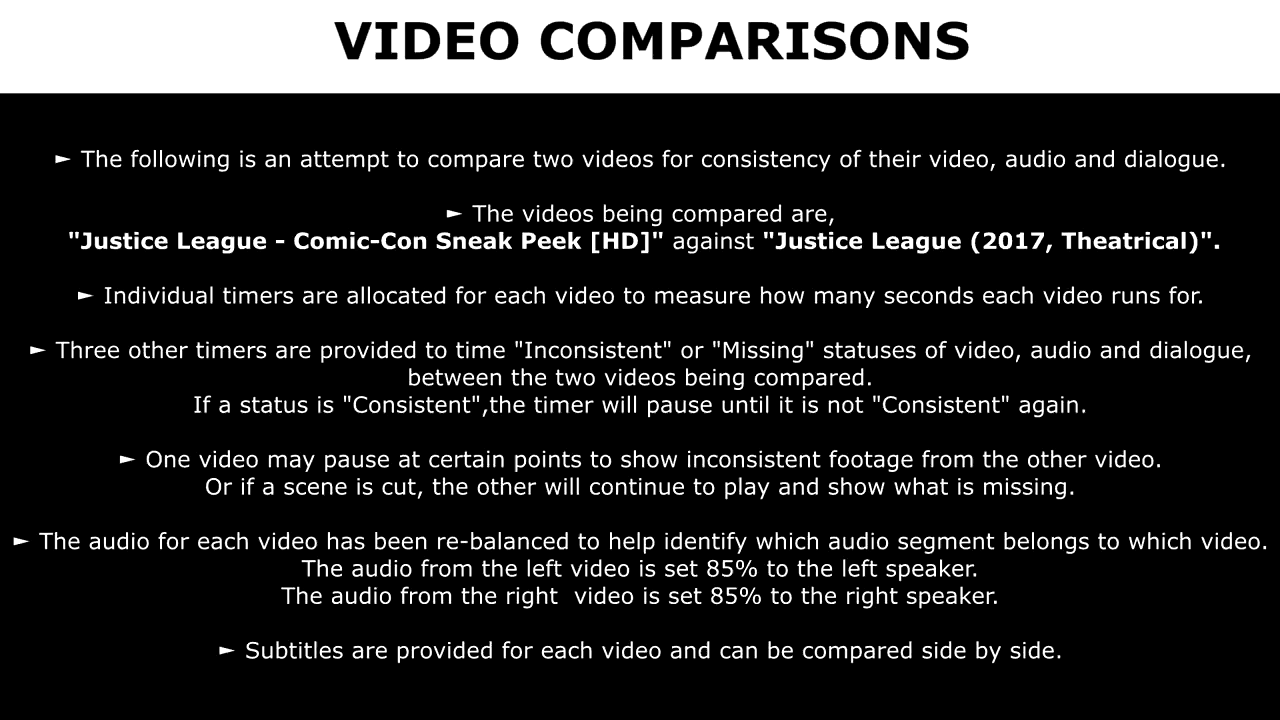 VIDEO COMPARISONS
► The following is an attempt to compare two videos for consistency of their video, audio and dialogue.
► The videos being compared are,
"Justice League - Comic-Con Sneak Peek [HD]" against "Justice League (2017, Theatrical)".
► Individual timers are allocated for each video to measure how many seconds each video runs for.
► Three other timers are provided to time "Inconsistent" or "Missing" statuses of video, audio and dialogue,
between the two videos being compared.
If a status is "Consistent",the timer will pause until it is not "Consistent" again.
► One video may pause at certain points to show inconsistent footage from the other video.
Or if a scene is cut, the other will continue to play and show what is missing.
► The audio for each video has been re-balanced to help identify which audio segment belongs to which video.
The audio from the left video is set 85% to the left speaker.
The audio from the right  video is set 85% to the right speaker.
► Subtitles are provided for each video and can be compared side by side.